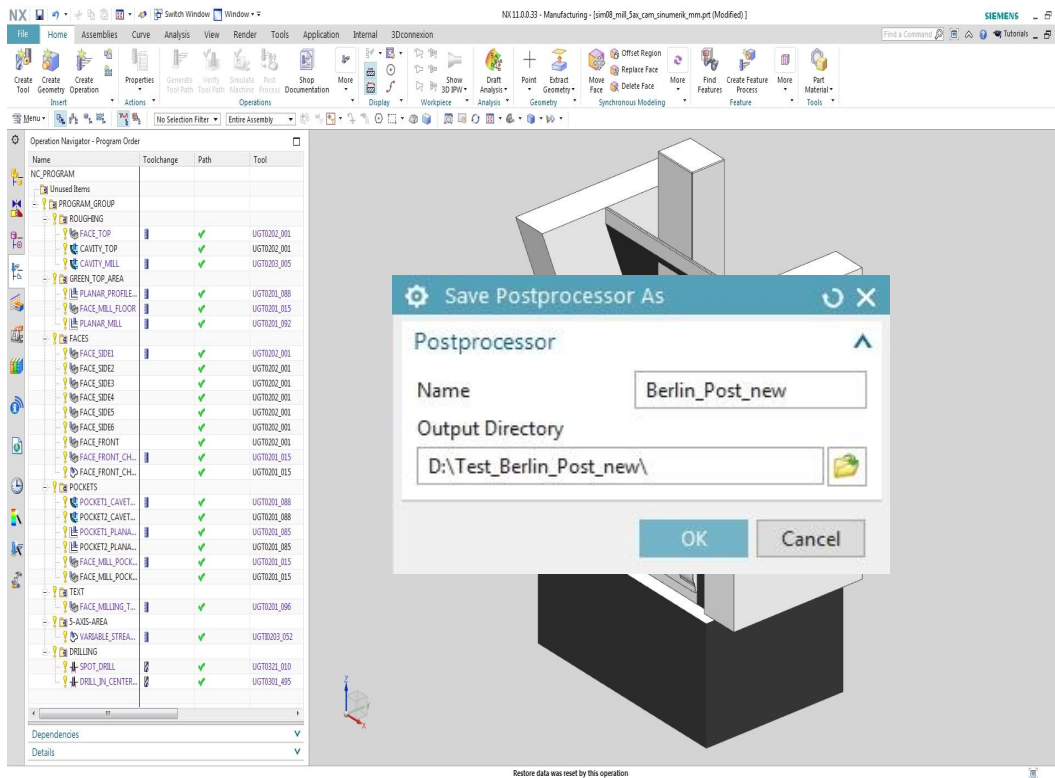 NX Switch Window Window NX 11.0.0.33 - Manufacturing - [sim08_mill_5ax_cam_sinumerik_mm.prt (Modified) ] SIEMENS
File Home Assemblies Curve Analysis View Render Tools Application Internal 3Dconnexion Find a Command Tutorials
Create Tool Create Geometry Create Operation Properties Generate Tool Path Verify Tool Path Simulate Machine Post Process Shop Documentation More Show 3D IPW Draft Analysis Point Extract Geometry Move Face Offset Region Replace Face Delete Face More Find Features Create Feature Process More Part Material
Insert Actions Operations Display Workpiece Analysis Geometry Synchronous Modeling Feature Tools
Menu No Selection Filter Entire Assembly
Operation Navigator - Program Order
Name Toolchange Path Tool
NC_PROGRAM
Unused Items
PROGRAM_GROUP
ROUGHING
FACE_TOP UGT0202_001
CAVITY_TOP UGT0202_001
CAVITY_MILL UGT0203_005
GREEN_TOP_AREA
PLANAR_PROFILE... UGT0201_088
FACE_MILL_FLOOR UGT0201_015
PLANAR_MILL UGT0201_092
FACES
FACE_SIDE1 UGT0202_001
FACE_SIDE2 UGT0202_001
FACE_SIDE3 UGT0202_001
FACE_SIDE4 UGT0202_001
FACE_SIDE5 UGT0202_001
FACE_SIDE6 UGT0202_001
FACE_FRONT UGT0202_001
FACE_FRONT_CH... UGT0201_015
FACE_FRONT_CH... UGT0201_015
POCKETS
POCKET1_CAVET... UGT0201_088
POCKET2_CAVET... UGT0201_088
POCKET1_PLANA... UGT0201_085
POCKET2_PLANA... UGT0201_085
FACE_MILL_POCK... UGT0201_015
FACE_MILL_POCK... UGT0201_015
TEXT
FACE_MILLING_T... UGT0201_096
5-AXIS-AREA
VARIABLE_STREA... UGTI0203_052
DRILLING
SPOT_DRILL UGT0321_010
DRILL_IN_CENTER... UGT0301_495
Dependencies
Details
Save Postprocessor As
Postprocessor
Name Berlin_Post_new
Output Directory
D:\Test_Berlin_Post_new\
OK Cancel
Z
X
Restore data was reset by this operation